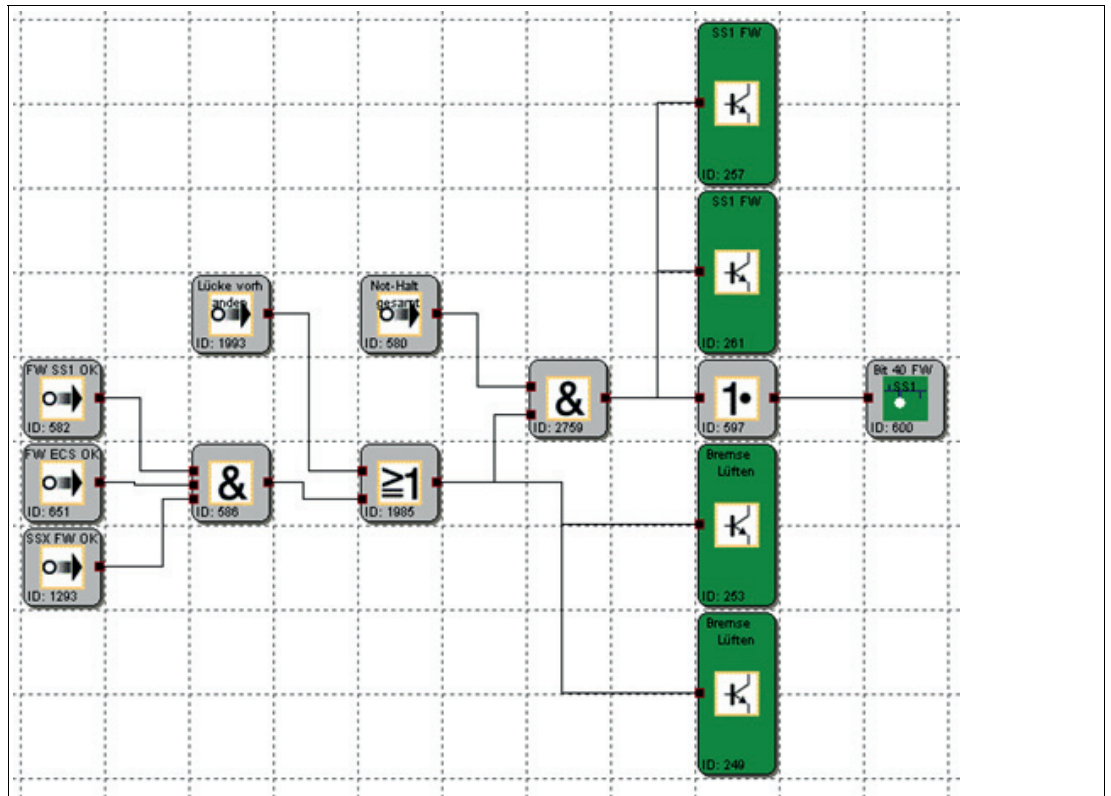 SS1 FW
ID: 257
SS1 FW
ID: 261
Lücke vorh
anden
ID: 1993
Not-Halt
gesamt
ID: 580
FW SS1 OK
ID: 582
&
ID: 2759
1
ID: 597
Bit 40 FW
SS1
ID: 600
FW ECS OK
ID: 651
&
ID: 586
≧1
ID: 1985
Bremse
Lüften
ID: 253
SSX FW OK
ID: 1293
Bremse
Lüften
ID: 249